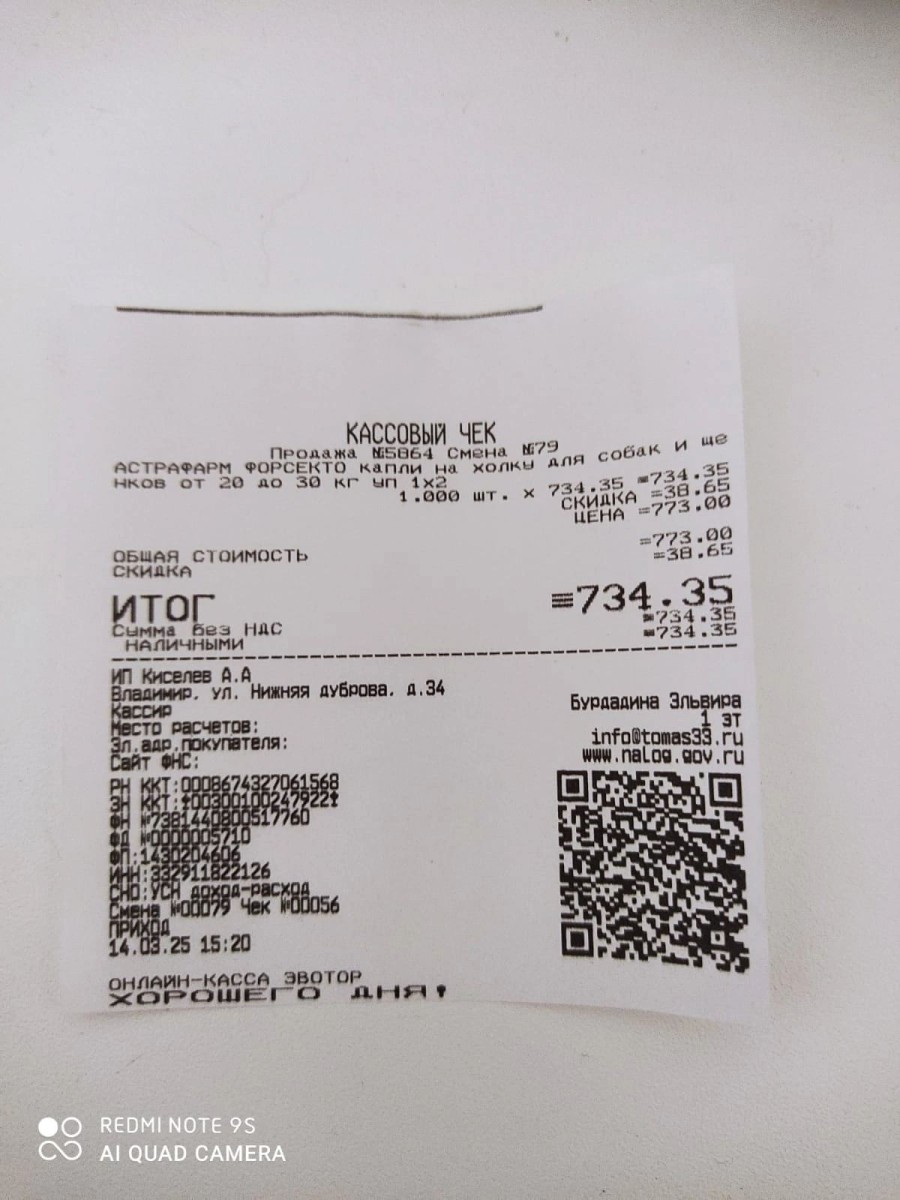 КАССОВЫЙ ЧЕК
Продажа №5864 Смена №79
АСТРАФАРМ ФОРСЕКТО капли на холку для собак и ще
нков от 20 до 30 кг уп 1x2
1.000 шт. x 734.35 =734.35
СКИДКА =38.65
ЦЕНА =773.00
ОБЩАЯ СТОИМОСТЬ =773.00
СКИДКА =38.65
ИТОГ =734.35
Сумма без НДС =734.35
НАЛИЧНЫМИ =734.35
ИП Киселев А.А
Владимир, ул. Нижняя дуброва, д.34
Кассир Бурдадина Эльвира
Место расчетов: 1 эт
Эл.адр.покупателя: info@tomas33.ru
Сайт ФНС: www.nalog.gov.ru
РН ККТ:0008674327061568
ЗН ККТ:↑00300100247922↑
ФН №7381440800517760
ФД №0000005710
ФП:1430204606
ИНН:332911822126
СНО:УСН доход-расход
Смена №00079 Чек №00056
ПРИХОД
14.03.25 15:20
ОНЛАЙН-КАССА ЭВОТОР
ХОРОШЕГО ДНЯ!
REDMI NOTE 9S
AI QUAD CAMERA